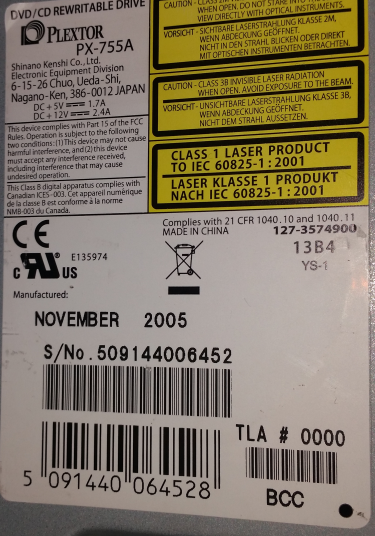 DVD/CD REWRITABLE DRIVE
PLEXTOR
PX-755A
Shinano Kenshi Co., Ltd.
Electronic Equipment Division
6-15-26 Chuo, Ueda-Shi,
Nagano-Ken, 386-0012 JAPAN
DC + 5V ⎓ 1.7A
DC + 12V ⎓ 2.4A
This device complies with Part 15 of the FCC
Rules. Operation is subject to the following
two conditions: (1) This device may not cause
harmful interference, and (2) this device
must accept any interference received,
including interference that may cause
undesired operation.
This Class B digital apparatus complies with
Canadian ICES-003. Cet appareil numérique
de la classe B est conforme à la norme
NMB-003 du Canada.
WHEN OPEN. DO NOT STARE INTO
VIEW DIRECTLY WITH OPTICAL INSTRUMENTS.
VORSICHT - SICHTBARE LASERSTRAHLUNG KLASSE 2M,
WENN ABDECKUNG GEÖFFNET.
NICHT IN DEN STRAHL BLICKEN ODER DIREKT
MIT OPTISCHEN INSTRUMENTEN BETRACHTEN.
CAUTION - CLASS 3B INVISIBLE LASER RADIATION
WHEN OPEN. AVOID EXPOSURE TO THE BEAM.
VORSICHT - UNSICHTBARE LASERSTRAHLUNG KLASSE 3B,
WENN ABDECKUNG GEÖFFNET.
NICHT DEM STRAHL AUSSETZEN.
CLASS 1 LASER PRODUCT
TO IEC 60825-1 : 2001
LASER KLASSE 1 PRODUKT
NACH IEC 60825-1 : 2001
Complies with 21 CFR 1040.10 and 1040.11
MADE IN CHINA 127-3574900
13B4
YS-1
CE
c RU US E135974
Manufactured:
NOVEMBER 2005
S/No. 509144006452
TLA # 0000
5 091440 064528
BCC